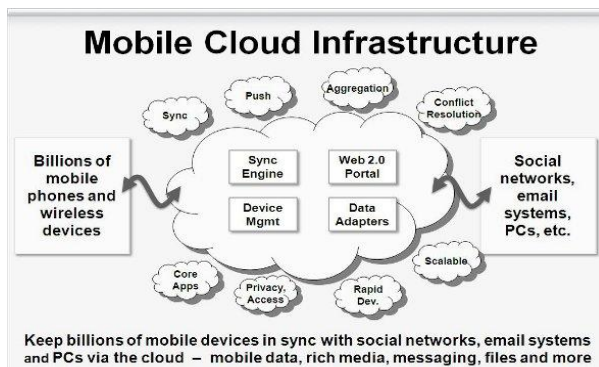 Mobile Cloud Infrastructure
Sync
Push
Aggregation
Conflict
Resolution
Billions of
mobile
phones and
wireless
devices
Sync
Engine
Web 2.0
Portal
Device
Mgmt
Data
Adapters
Social
networks,
email
systems,
PCs, etc.
Core
Apps
Privacy,
Access
Rapid
Dev.
Scalable
Keep billions of mobile devices in sync with social networks, email systems
and PCs via the cloud – mobile data, rich media, messaging, files and more